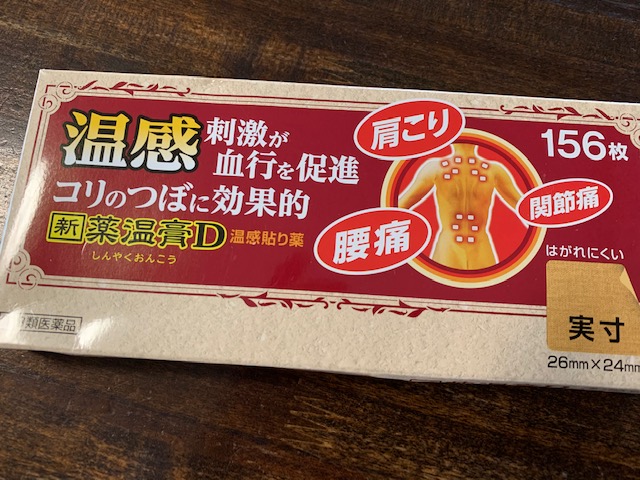 温感
刺激が
血行を促進
コリのつぼに効果的
新薬温膏D 温感貼り薬
しんやくおんこう
肩こり
腰痛
関節痛
156枚
はがれにくい
実寸
26mm×24mm
類医薬品